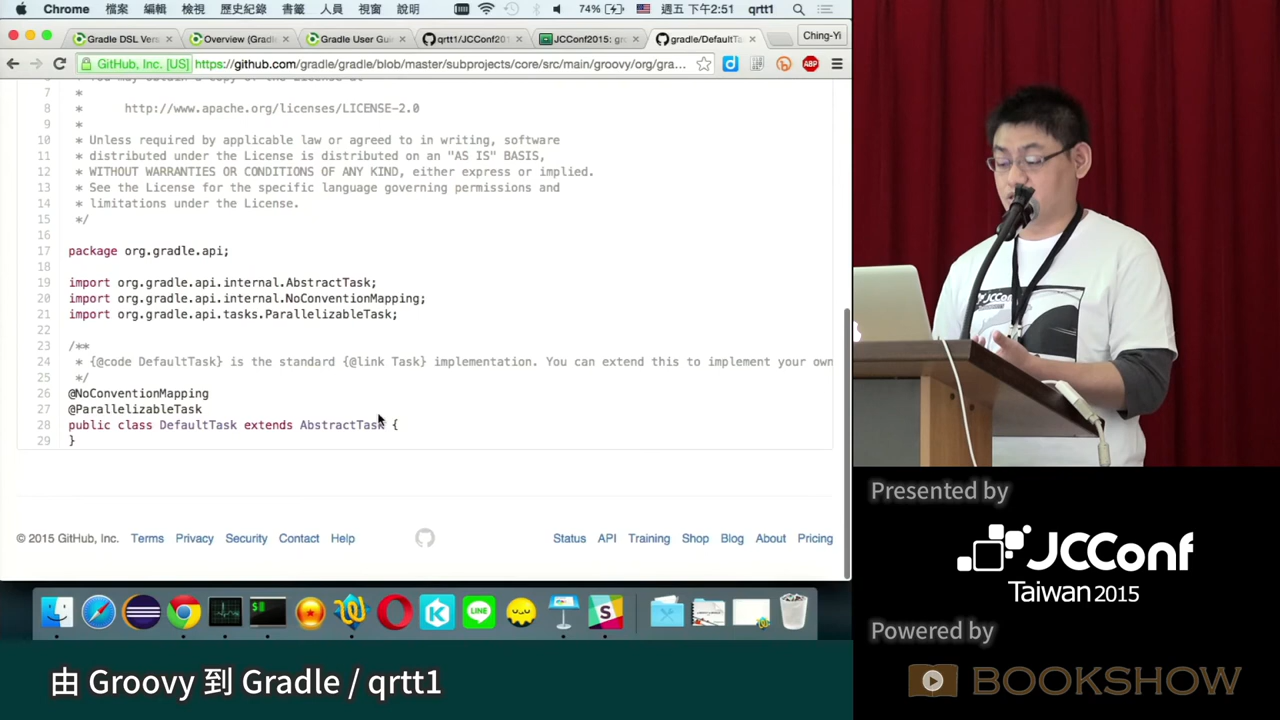 Chrome 檔案 編輯 檢視 歷史紀錄 書籤 人員 視窗 說明 74% 週五 下午2:51 qrtt1
Gradle DSL Vers Overview (Gradle Gradle User Gui qrtt1/JCConf201 JCConf2015: gra gradle/DefaultTa Ching-Yi
GitHub, Inc. [US] https://github.com/gradle/gradle/blob/master/subprojects/core/src/main/groovy/org/gra...
7 *
8 * http://www.apache.org/licenses/LICENSE-2.0
9 *
10 * Unless required by applicable law or agreed to in writing, software
11 * distributed under the License is distributed on an "AS IS" BASIS,
12 * WITHOUT WARRANTIES OR CONDITIONS OF ANY KIND, either express or implied.
13 * See the License for the specific language governing permissions and
14 * limitations under the License.
15 */
16
17 package org.gradle.api;
18
19 import org.gradle.api.internal.AbstractTask;
20 import org.gradle.api.internal.NoConventionMapping;
21 import org.gradle.api.tasks.ParallelizableTask;
22
23 /**
24 * {@code DefaultTask} is the standard {@link Task} implementation. You can extend this to implement your own
25 */
26 @NoConventionMapping
27 @ParallelizableTask
28 public class DefaultTask extends AbstractTask {
29 }
© 2015 GitHub, Inc. Terms Privacy Security Contact Help Status API Training Shop Blog About Pricing
LINE
由 Groovy 到 Gradle / qrtt1
JCConf
Presented by
JCConf
Taiwan 2015
Powered by
BOOKSHOW